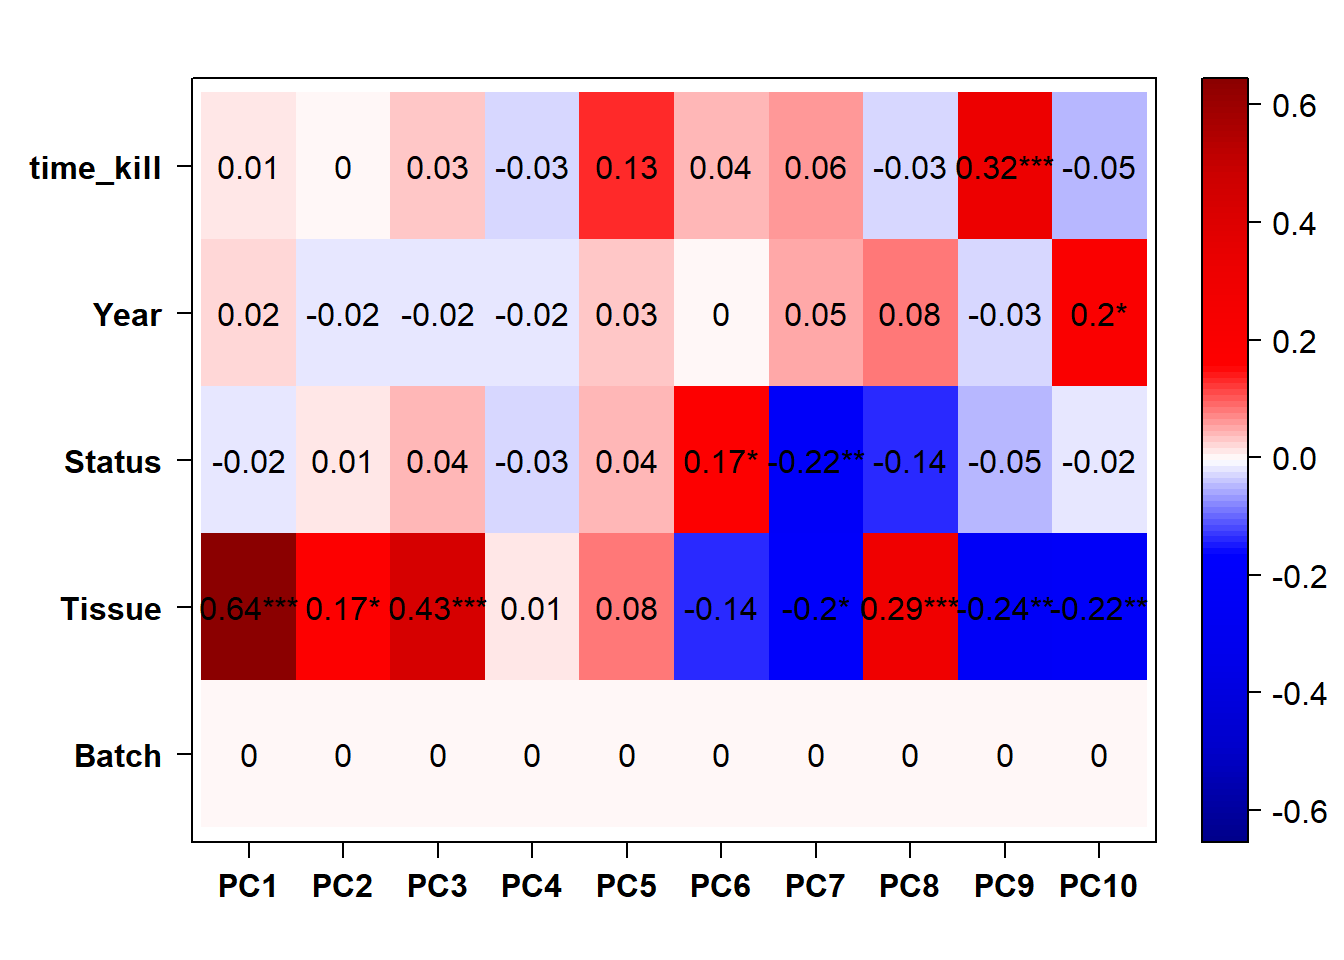 time_kill 0.01 0 0.03 -0.03 0.13 0.04 0.06 -0.03 0.32*** -0.05
Year 0.02 -0.02 -0.02 -0.02 0.03 0 0.05 0.08 -0.03 0.2*
Status -0.02 0.01 0.04 -0.03 0.04 0.17* -0.22** -0.14 -0.05 -0.02
Tissue 0.64*** 0.17* 0.43*** 0.01 0.08 -0.14 -0.2* 0.29*** -0.24** -0.22**
Batch 0 0 0 0 0 0 0 0 0 0
PC1 PC2 PC3 PC4 PC5 PC6 PC7 PC8 PC9 PC10
0.6
0.4
0.2
0.0
-0.2
-0.4
-0.6